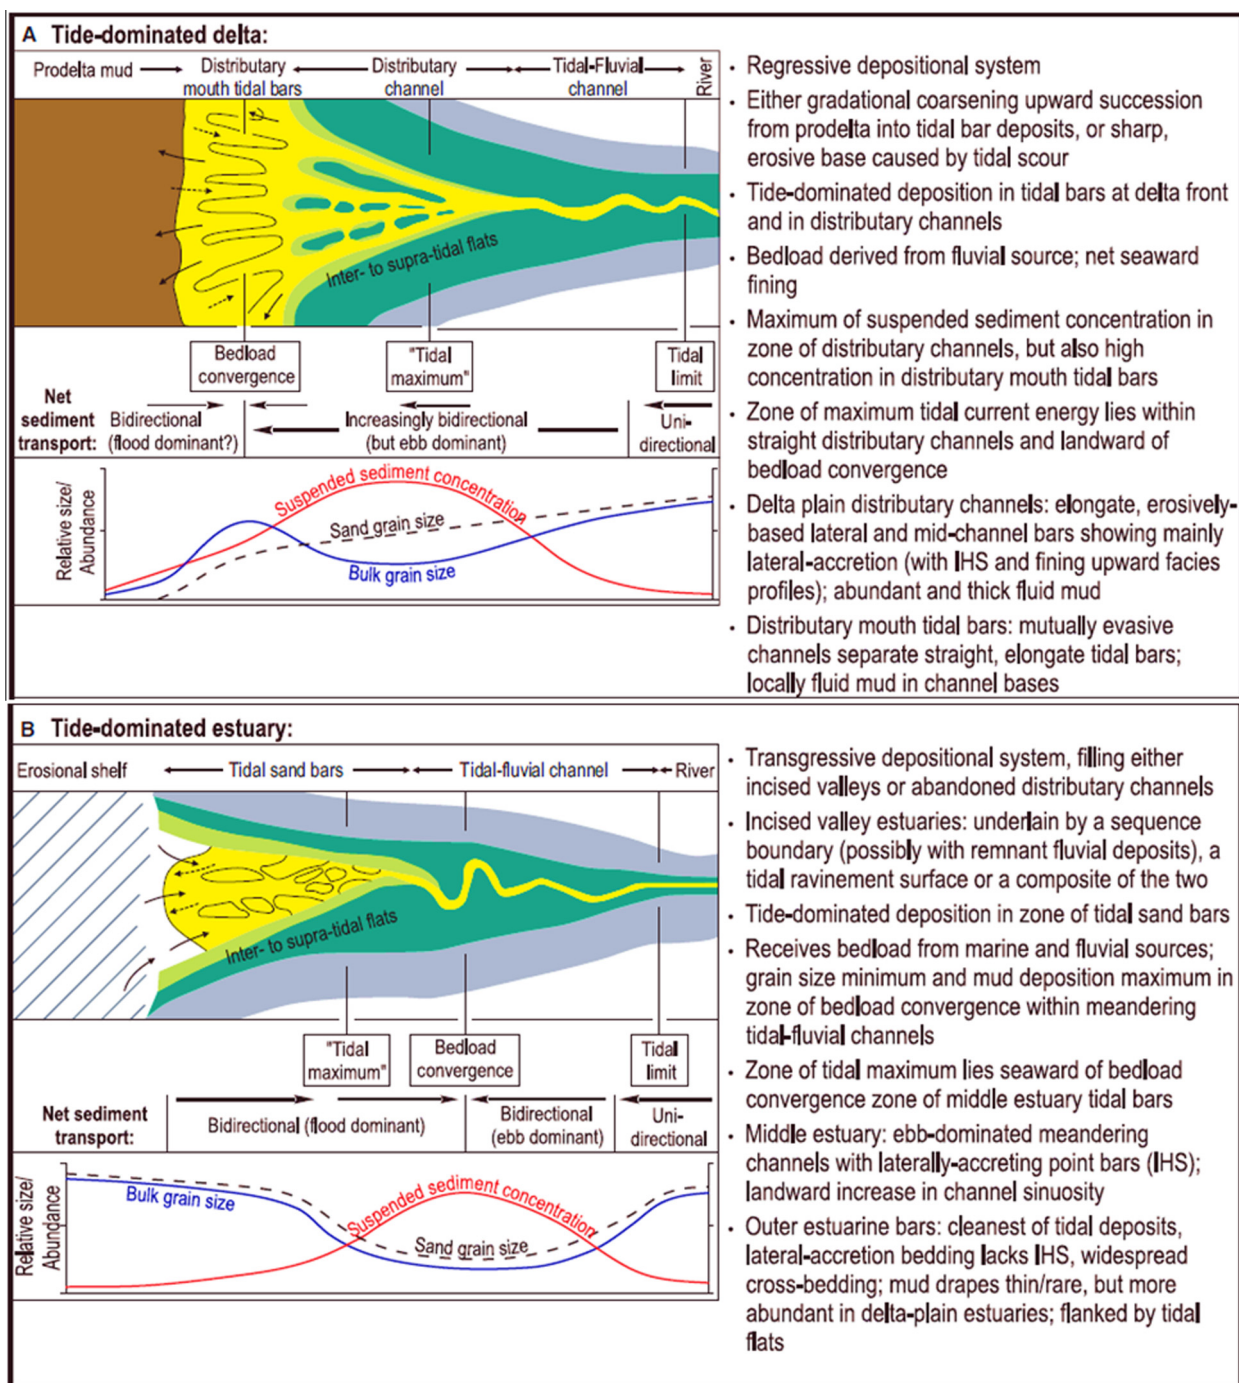 A Tide-dominated delta:
Prodelta mud
Distributary
mouth tidal bars
Distributary
channel
Tidal-Fluvial
channel
River
Inter- to supra-tidal flats
Bedload
convergence
"Tidal
maximum"
Tidal
limit
Net
sediment
transport:
Bidirectional
(flood dominant?)
Increasingly bidirectional
(but ebb dominant)
Uni-
directional
Relative size/
Abundance
Suspended sediment concentration
Sand grain size
Bulk grain size
• Regressive depositional system
• Either gradational coarsening upward succession
from prodelta into tidal bar deposits, or sharp,
erosive base caused by tidal scour
• Tide-dominated deposition in tidal bars at delta front
and in distributary channels
• Bedload derived from fluvial source; net seaward
fining
• Maximum of suspended sediment concentration in
zone of distributary channels, but also high
concentration in distributary mouth tidal bars
• Zone of maximum tidal current energy lies within
straight distributary channels and landward of
bedload convergence
• Delta plain distributary channels: elongate, erosively-
based lateral and mid-channel bars showing mainly
lateral-accretion (with IHS and fining upward facies
profiles); abundant and thick fluid mud
• Distributary mouth tidal bars: mutually evasive
channels separate straight, elongate tidal bars;
locally fluid mud in channel bases
B Tide-dominated estuary:
Erosional shelf
Tidal sand bars
Tidal-fluvial channel
River
Inter- to supra-tidal flats
"Tidal
maximum"
Bedload
convergence
Tidal
limit
Net sediment
transport:
Bidirectional (flood dominant)
Bidirectional
(ebb dominant)
Uni-
directional
Relative size/
Abundance
Bulk grain size
Suspended sediment concentration
Sand grain size
• Transgressive depositional system, filling either
incised valleys or abandoned distributary channels
• Incised valley estuaries: underlain by a sequence
boundary (possibly with remnant fluvial deposits), a
tidal ravinement surface or a composite of the two
• Tide-dominated deposition in zone of tidal sand bars
• Receives bedload from marine and fluvial sources;
grain size minimum and mud deposition maximum in
zone of bedload convergence within meandering
tidal-fluvial channels
• Zone of tidal maximum lies seaward of bedload
convergence zone of middle estuary tidal bars
• Middle estuary: ebb-dominated meandering
channels with laterally-accreting point bars (IHS);
landward increase in channel sinuosity
• Outer estuarine bars: cleanest of tidal deposits,
lateral-accretion bedding lacks IHS, widespread
cross-bedding; mud drapes thin/rare, but more
abundant in delta-plain estuaries; flanked by tidal
flats